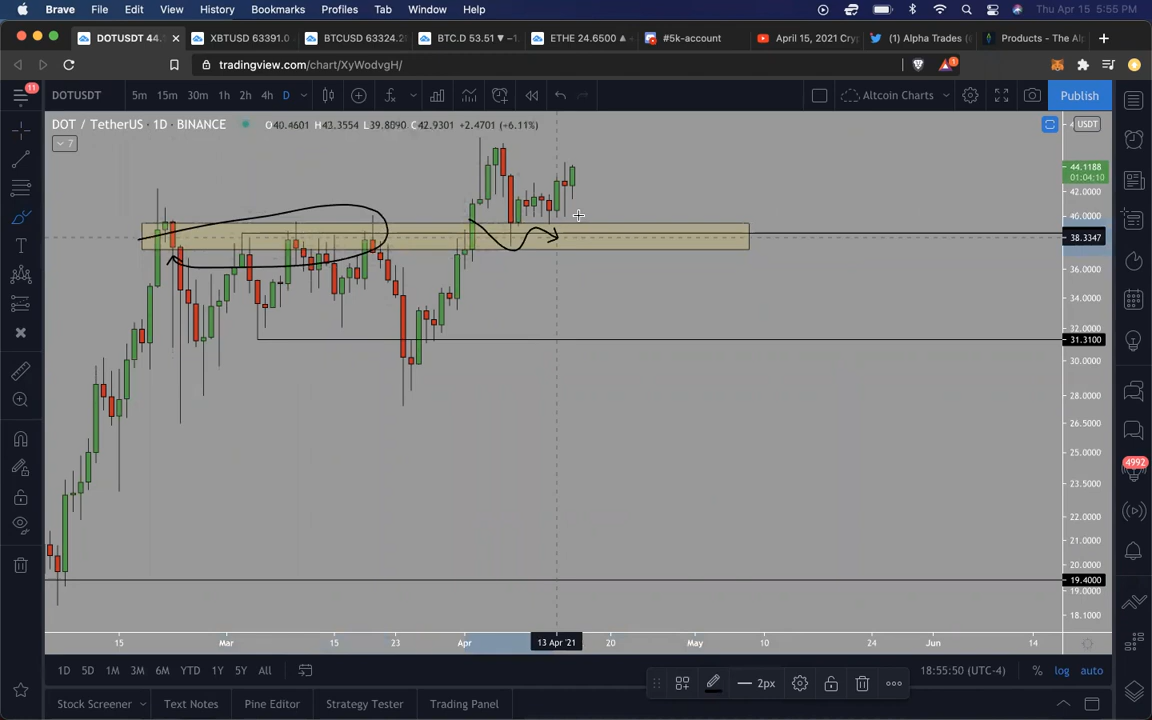 Brave File Edit View History Bookmarks Profiles Tab Window Help Thu Apr 15 5:55 PM
DOTUSDT 44. XBTUSD 63391.0 BTCUSD 63324.2 BTC.D 53.51 ▼ −1. ETHE 24.6500 ▲ #5k-account April 15, 2021 Cryp (1) Alpha Trades ( Products - The Al
tradingview.com/chart/XyWodvgH/ 1
11 DOTUSDT 5m 15m 30m 1h 2h 4h D Altcoin Charts Publish
DOT / TetherUS · 1D · BINANCE O40.4601 H43.3554 L39.8090 C42.9301 +2.4701 (+6.11%) USDT
7
44.1188
01:04:10
42.0000
40.0000
38.3347
36.0000
34.0000
32.0000
31.3100
30.0000
28.0000
26.5000
25.0000
4992
23.5000
22.0000
21.0000
20.0000
19.4000
19.0000
18.1000
15 Mar 15 23 Apr 13 Apr '21 20 May 10 24 Jun 14
1D 5D 1M 3M 6M YTD 1Y 5Y All 18:55:50 (UTC-4) % log auto
2px
Stock Screener Text Notes Pine Editor Strategy Tester Trading Panel